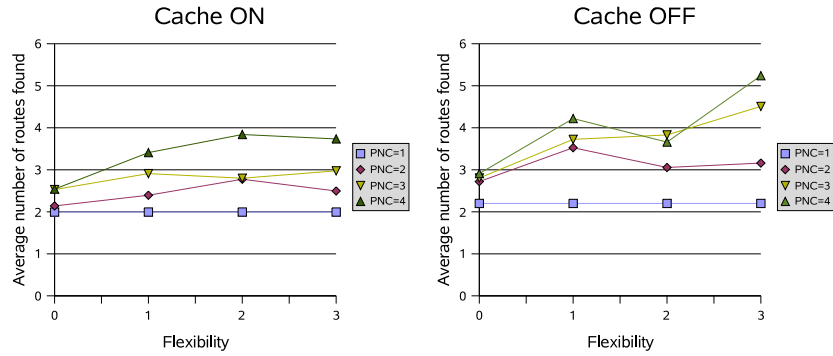 Cache ON
Cache OFF
Average number of routes found
6
5
4
3
2
1
0
0 1 2 3
Flexibility
PNC=1
PNC=2
PNC=3
PNC=4
Average number of routes found
6
5
4
3
2
1
0
0 1 2 3
Flexibility
PNC=1
PNC=2
PNC=3
PNC=4